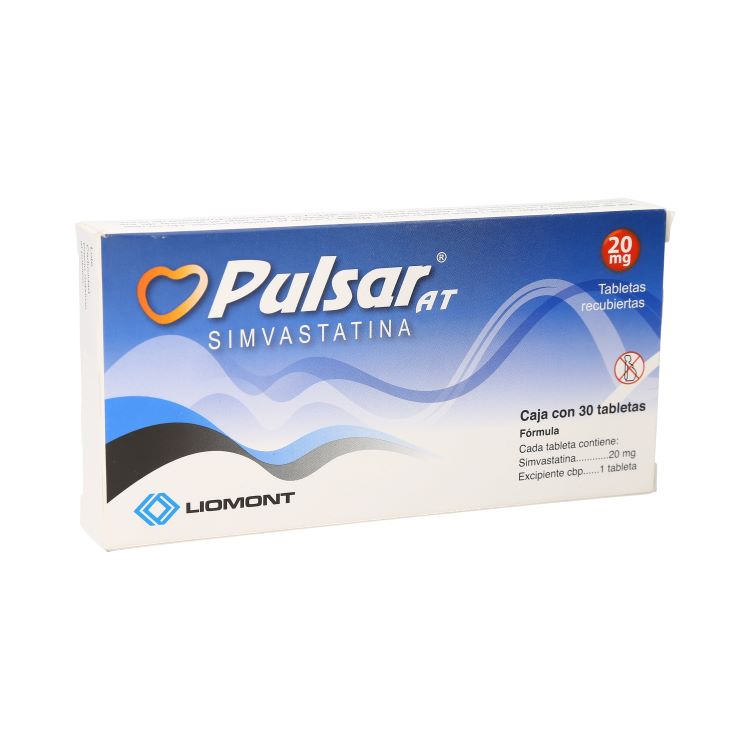 Pulsar AT®
SIMVASTATINA
20
mg
Tabletas
recubiertas
Caja con 30 tabletas
Fórmula
Cada tableta contiene:
Simvastatina............20 mg
Excipiente cbp......1 tableta
LIOMONT